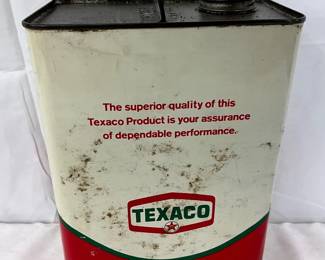 The superior quality of this
Texaco Product is your assurance
of dependable performance.
TEXACO